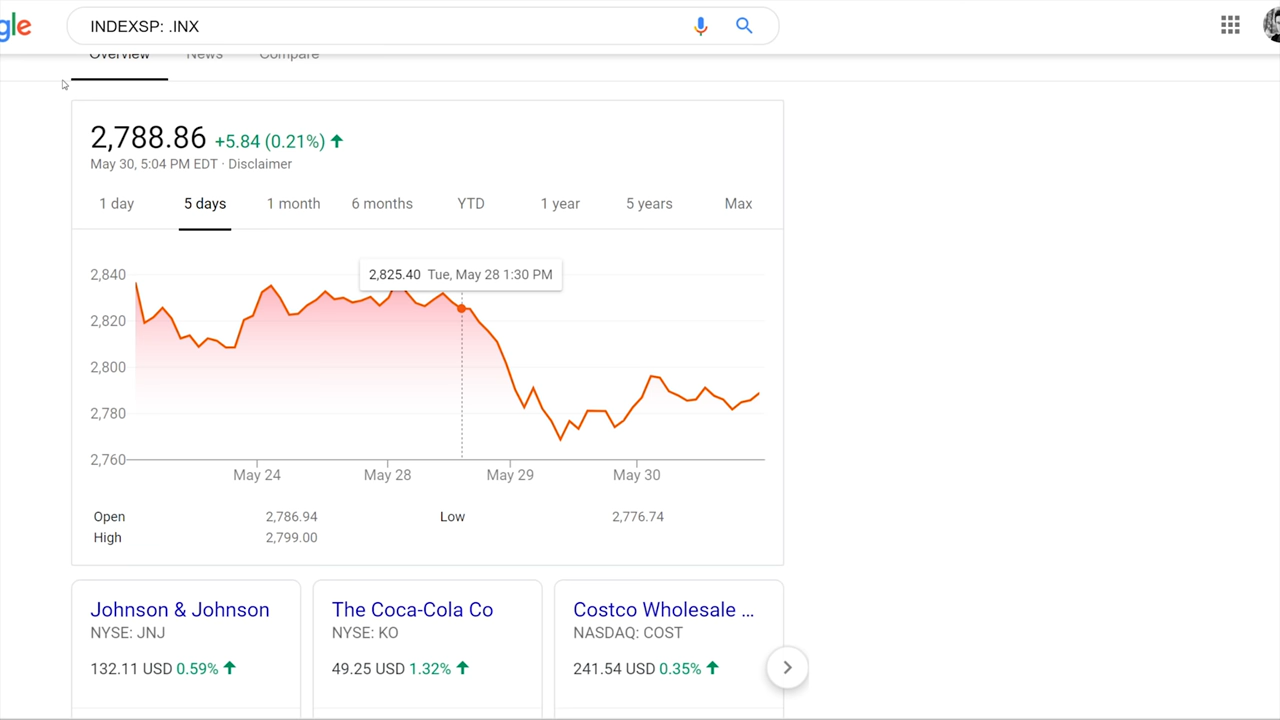 gle
INDEXSP: .INX
Overview News Compare
2,788.86 +5.84 (0.21%)
May 30, 5:04 PM EDT · Disclaimer
1 day 5 days 1 month 6 months YTD 1 year 5 years Max
2,825.40 Tue, May 28 1:30 PM
2,840
2,820
2,800
2,780
2,760
May 24 May 28 May 29 May 30
Open 2,786.94 Low 2,776.74
High 2,799.00
Johnson & Johnson
NYSE: JNJ
132.11 USD 0.59%
The Coca-Cola Co
NYSE: KO
49.25 USD 1.32%
Costco Wholesale ...
NASDAQ: COST
241.54 USD 0.35%